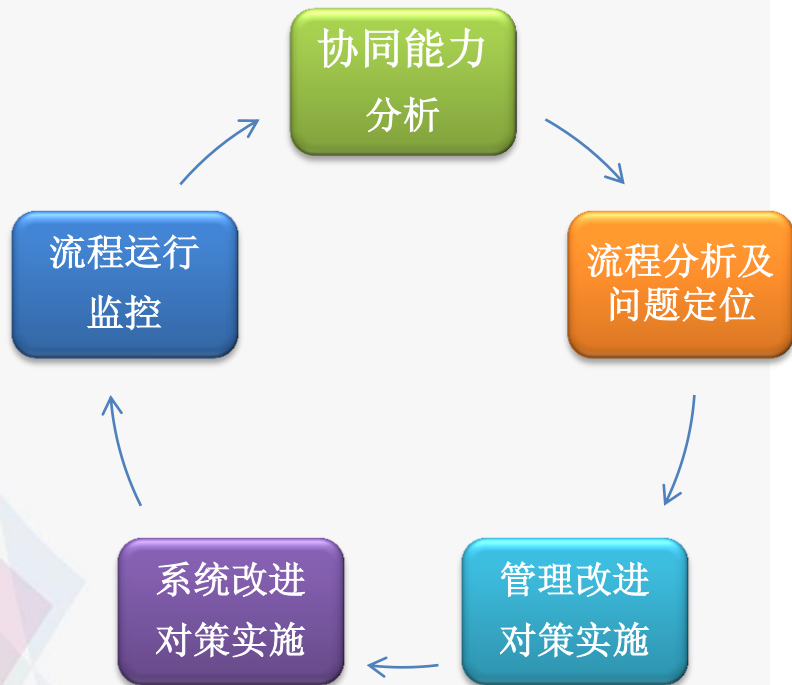 协同能力
分析
流程分析及
问题定位
管理改进
对策实施
系统改进
对策实施
流程运行
监控